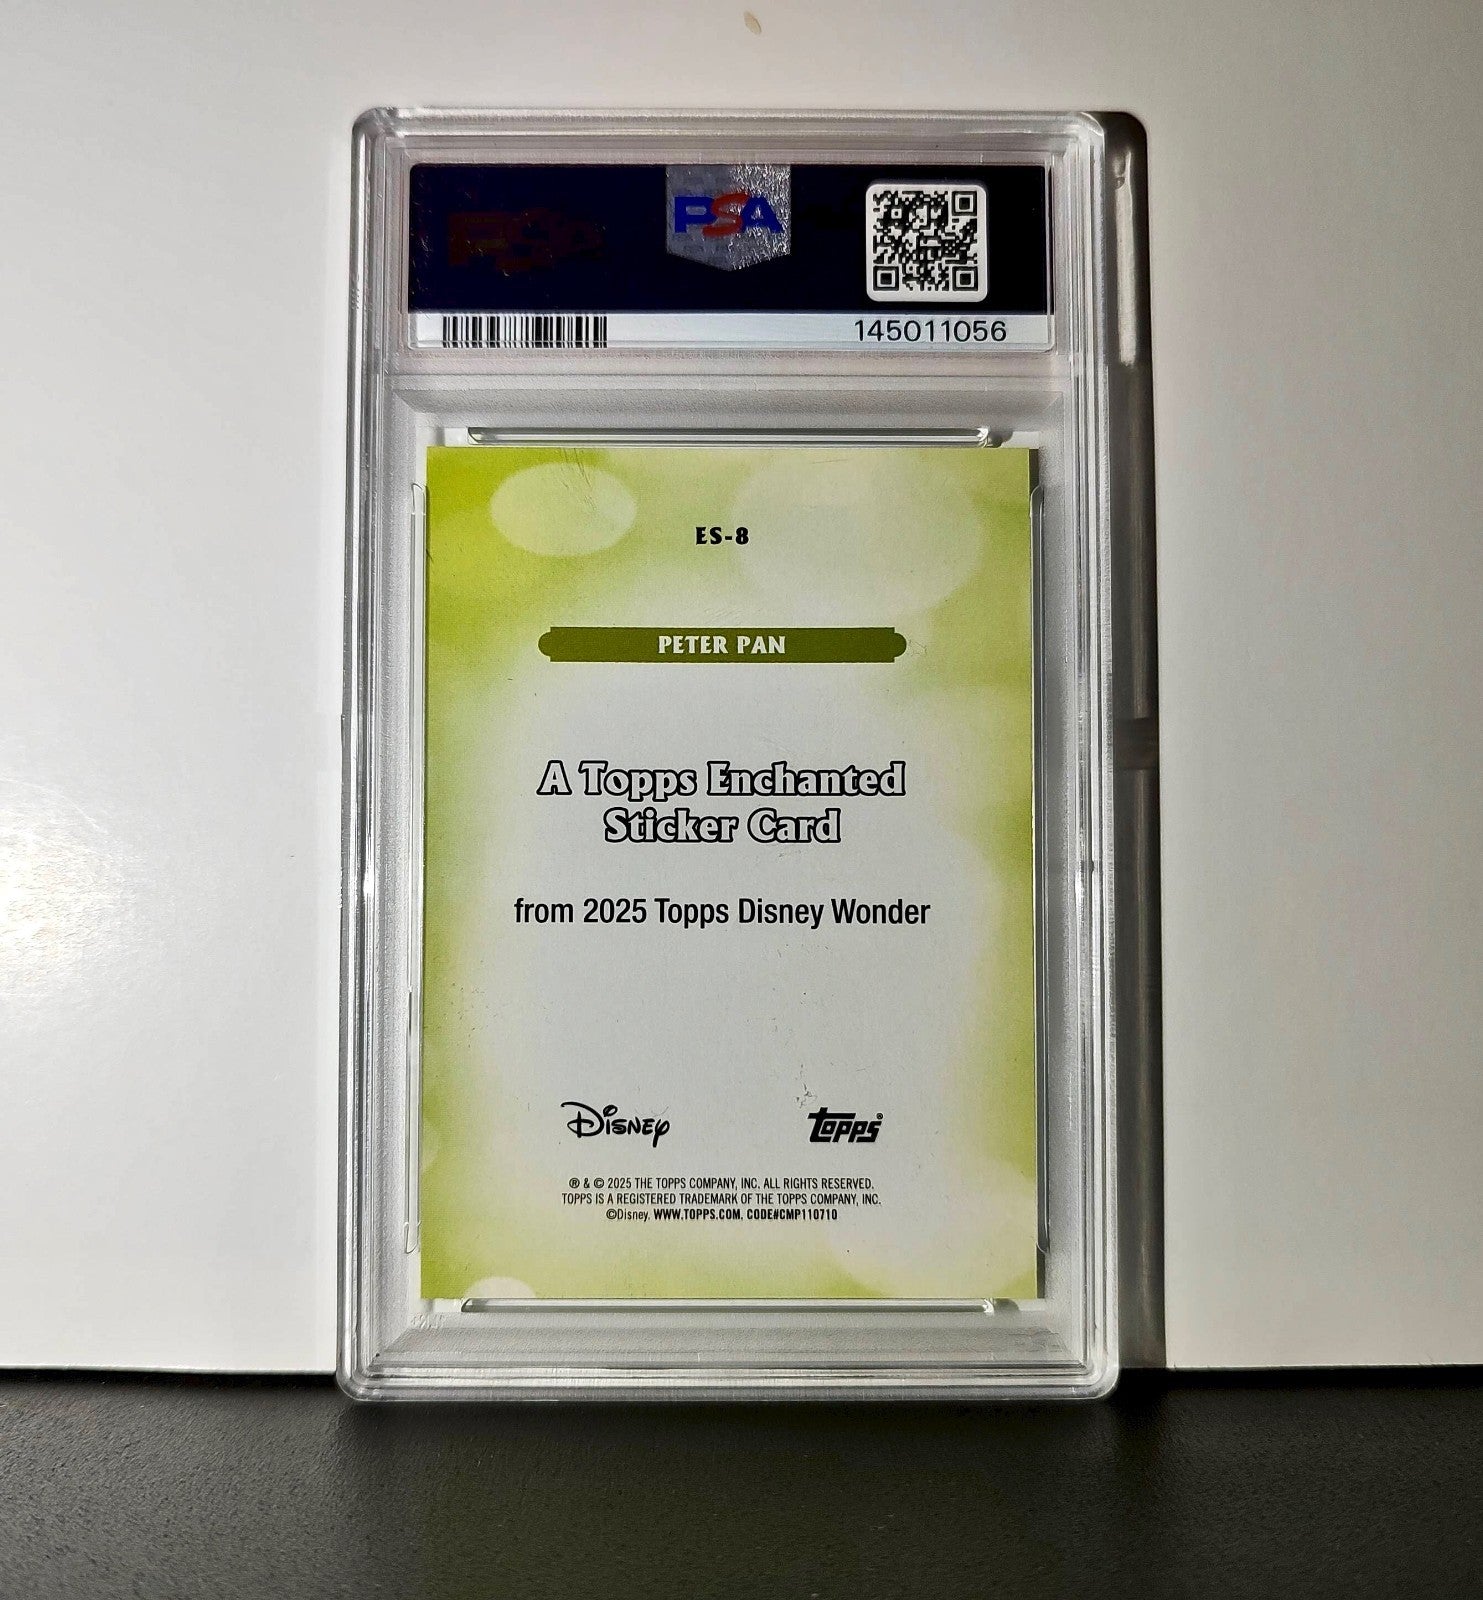 PSA
PSA
145011056
ES-8
PETER PAN
A Topps Enchanted
Sticker Card
from 2025 Topps Disney Wonder
Disney
topps®
® & © 2025 THE TOPPS COMPANY, INC. ALL RIGHTS RESERVED.
TOPPS IS A REGISTERED TRADEMARK OF THE TOPPS COMPANY, INC.
©Disney. WWW.TOPPS.COM. CODE#CMP110710